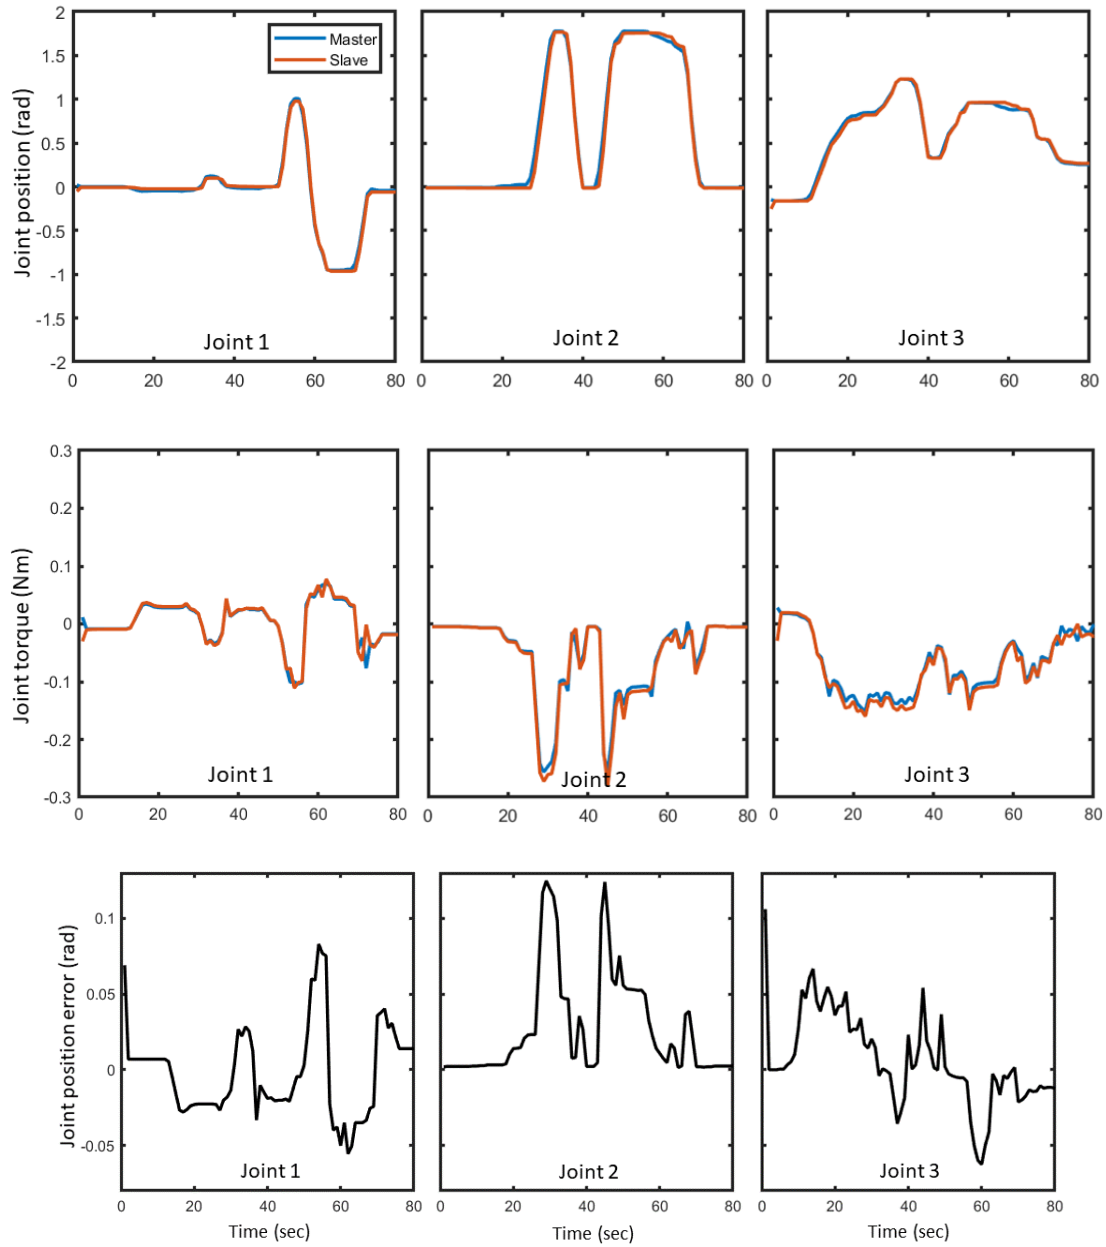 2
1.5
1
0.5
0
-0.5
-1
-1.5
-2
Joint position (rad)
Master
Slave
Joint 1
Joint 2
Joint 3
0 20 40 60 80
0 20 40 60 80
0 20 40 60 80
0.3
0.2
0.1
0
-0.1
-0.2
-0.3
Joint torque (Nm)
Joint 1
Joint 2
Joint 3
0 20 40 60 80
0 20 40 60 80
0 20 40 60 80
0.1
0.05
0
-0.05
Joint position error (rad)
Joint 1
Joint 2
Joint 3
0 20 40 60 80
0 20 40 60 80
0 20 40 60 80
Time (sec)
Time (sec)
Time (sec)